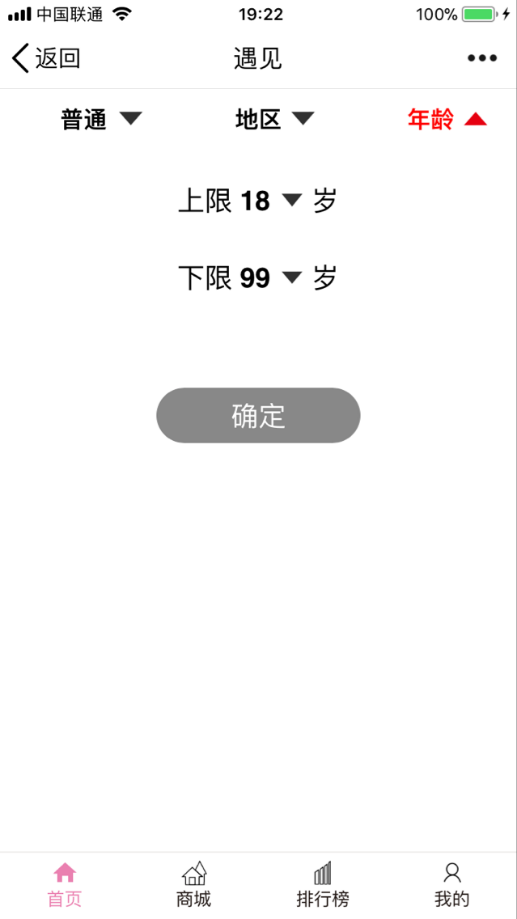 中国联通 19:22 100%
返回 遇见
普通 地区 年龄
上限 18 岁
下限 99 岁
确定
首页 商城 排行榜 我的